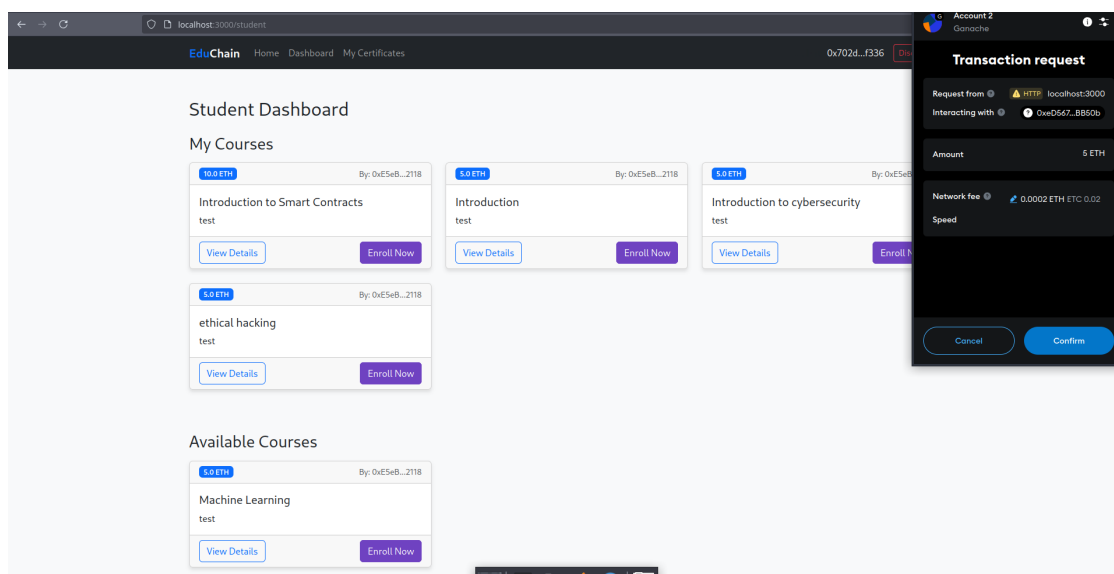 localhost:3000/student
EduChain Home Dashboard My Certificates
0x702d...f336
Student Dashboard
My Courses
10.0 ETH By: 0xE5eB...2118
Introduction to Smart Contracts
test
View Details Enroll Now
5.0 ETH By: 0xE5eB...2118
Introduction
test
View Details Enroll Now
5.0 ETH By: 0xE5eB
Introduction to cybersecurity
test
View Details Enroll
5.0 ETH By: 0xE5eB...2118
ethical hacking
test
View Details Enroll Now
Available Courses
5.0 ETH By: 0xE5eB...2118
Machine Learning
test
View Details Enroll Now
G
Account 2
Ganache
Transaction request
Request from HTTP localhost:3000
Interacting with 0xeD567...BB50b
Amount 5 ETH
Network fee 0.0002 ETH ETC 0.02
Speed
Cancel Confirm